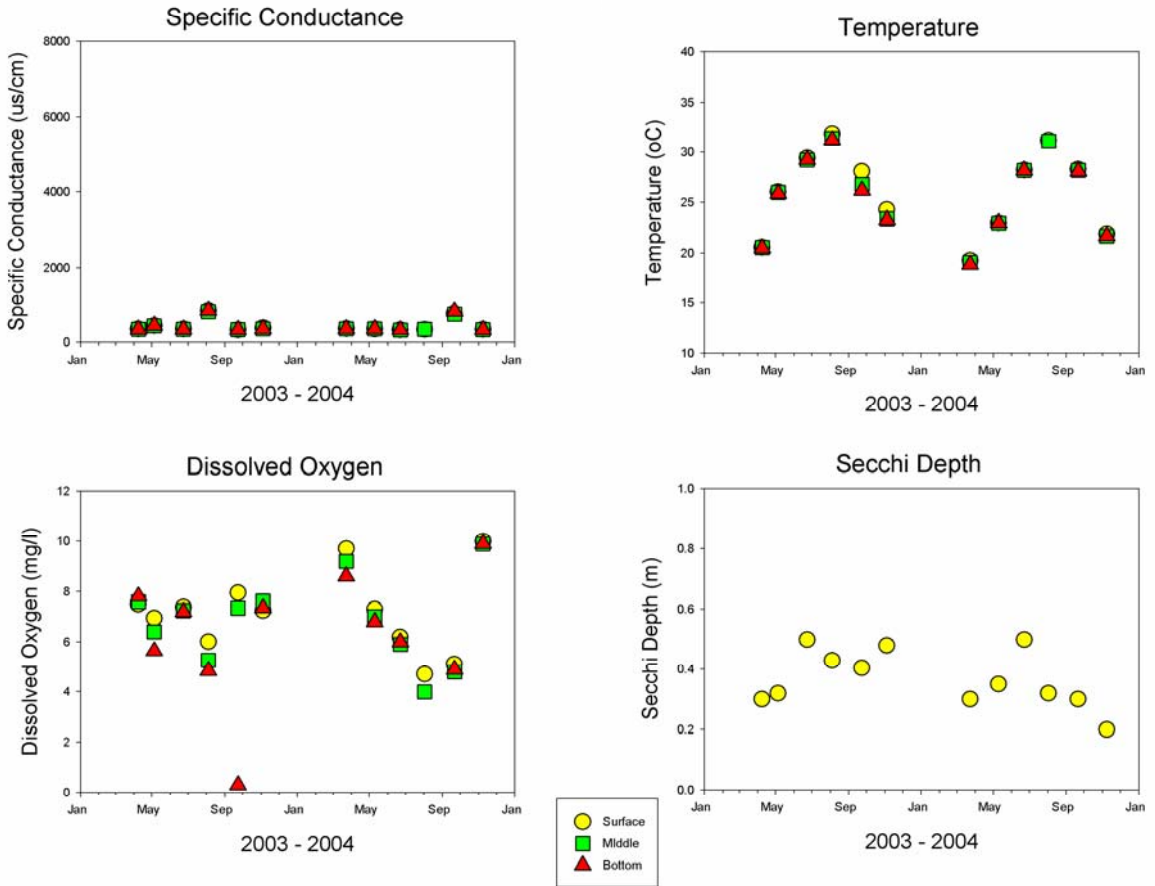 Specific Conductance
Specific Conductance (us/cm)
8000
6000
4000
2000
0
Jan May Sep Jan May Sep Jan
2003 - 2004
Temperature
Temperature (oC)
40
35
30
25
20
15
10
Jan May Sep Jan May Sep Jan
2003 - 2004
Dissolved Oxygen
Dissolved Oxygen (mg/l)
12
10
8
6
4
2
0
Jan May Sep Jan May Sep Jan
2003 - 2004
Secchi Depth
Secchi Depth (m)
1.0
0.8
0.6
0.4
0.2
0.0
Jan May Sep Jan May Sep Jan
2003 - 2004
Surface
MIddle
Bottom